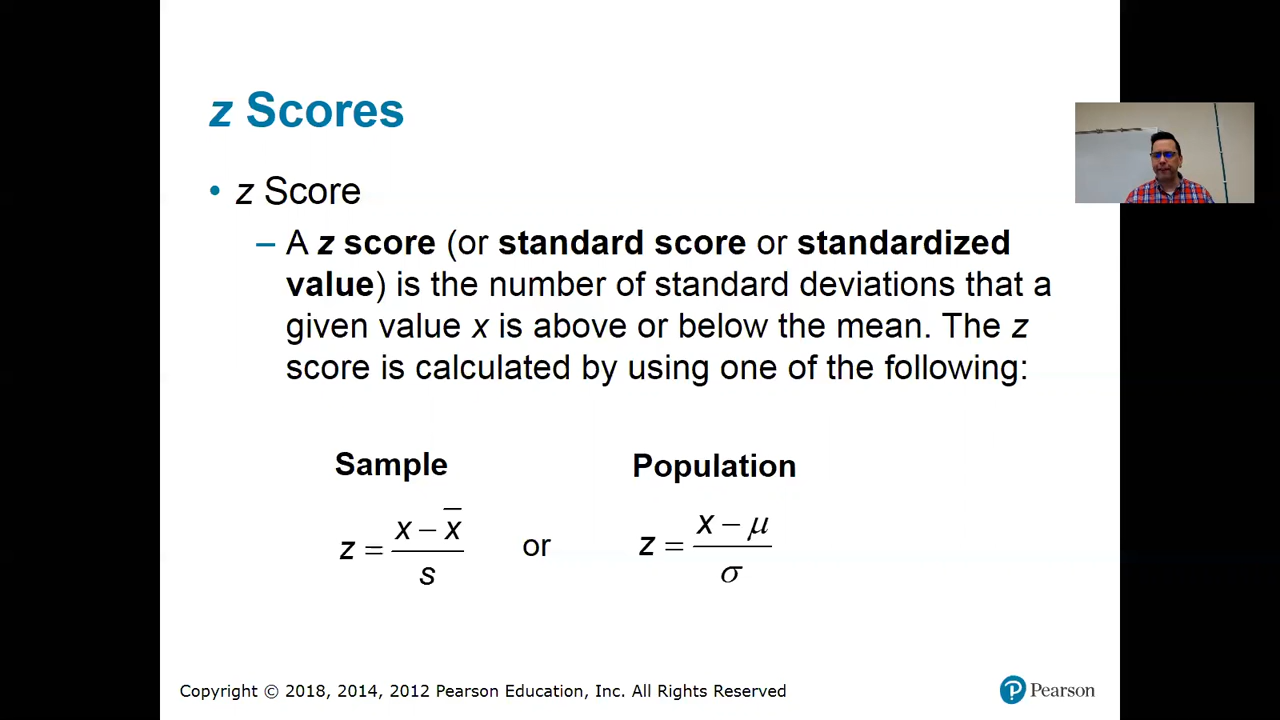 z Scores
• z Score
– A z score (or standard score or standardized
value) is the number of standard deviations that a
given value x is above or below the mean. The z
score is calculated by using one of the following:
Sample Population
z = (x − x̅) / s or z = (x − μ) / σ
Copyright © 2018, 2014, 2012 Pearson Education, Inc. All Rights Reserved
P Pearson